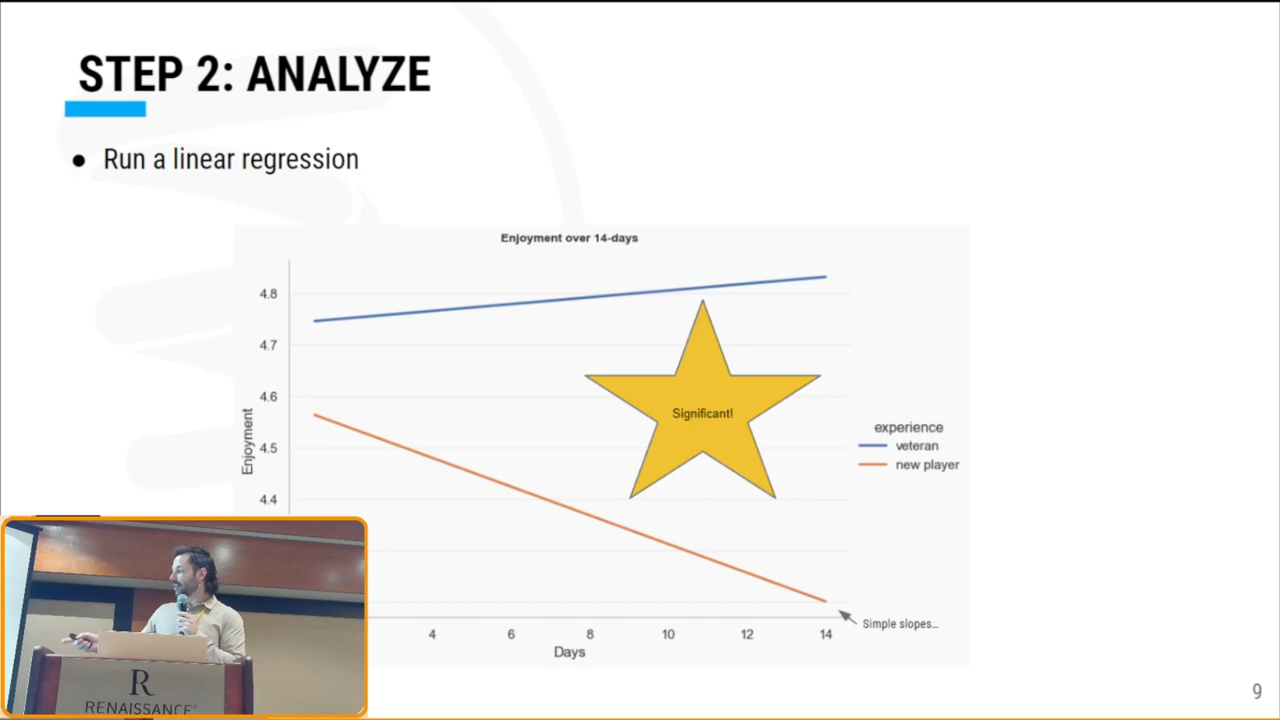 STEP 2: ANALYZE
● Run a linear regression
Enjoyment over 14-days
4.8
4.7
4.6
4.5
4.4
Enjoyment
Significant!
experience
veteran
new player
4
6
8
10
12
14
Days
Simple slopes...
R
RENAISSANCE
9